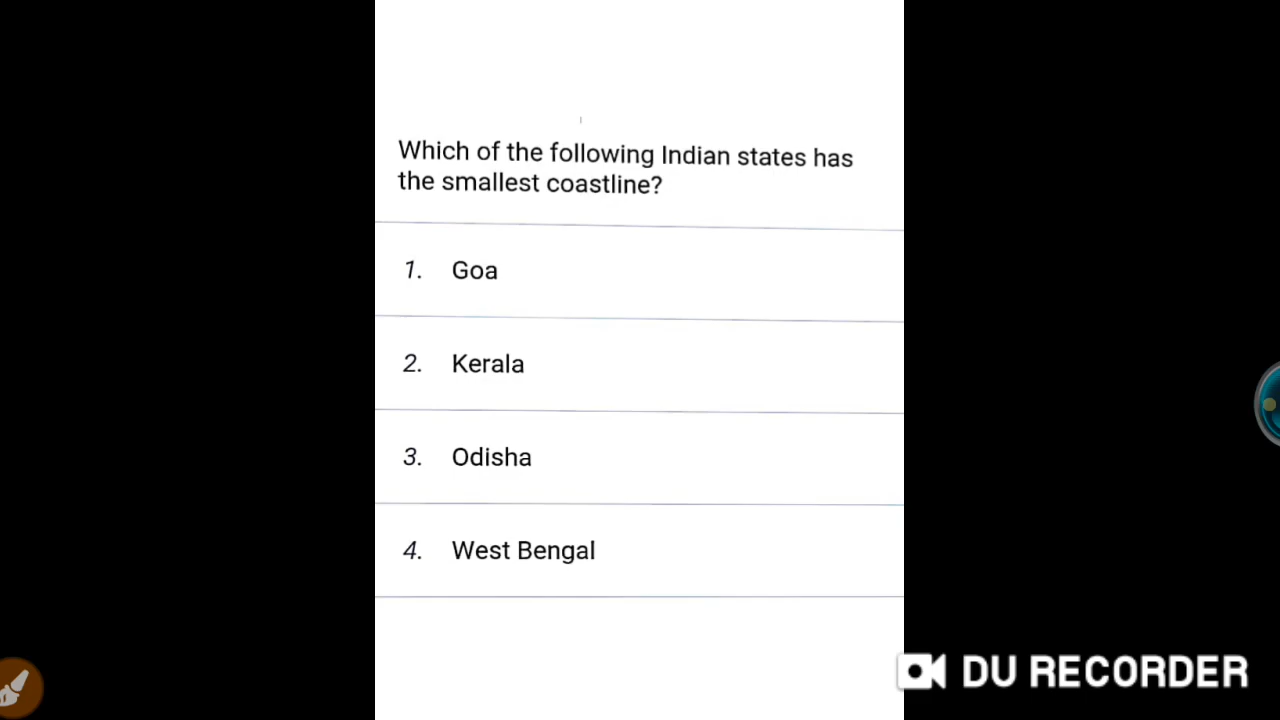 Which of the following Indian states has
the smallest coastline?
1. Goa
2. Kerala
3. Odisha
4. West Bengal
DU RECORDER